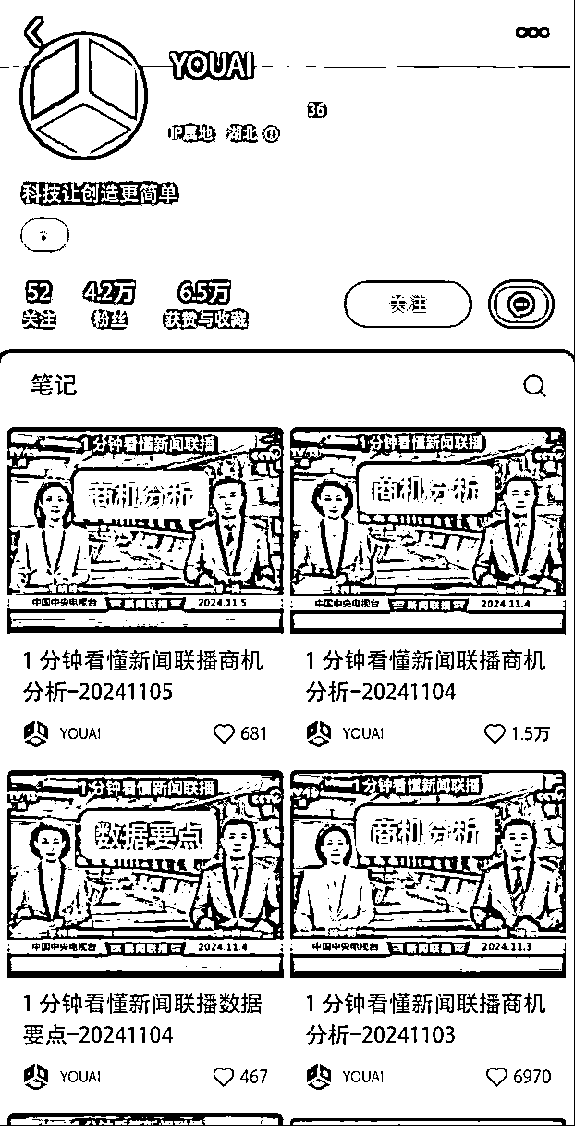 YOUAI
36
IP属地 湖北
科技让创造更简单
52
关注
4.2万
粉丝
6.5万
获赞与收藏
关注
笔记
1分钟看懂新闻联播
商机分析
中国中央电视台 新闻联播 2024.11.5
1 分钟看懂新闻联播商机
分析-20241105
YOUAI
681
1分钟看懂新闻联播
商机分析
中国中央电视台 新闻联播 2024.11.4
1 分钟看懂新闻联播商机
分析-20241104
YOUAI
1.5万
1分钟看懂新闻联播
数据要点
中国中央电视台 新闻联播 2024.11.4
1 分钟看懂新闻联播数据
要点-20241104
YOUAI
467
1分钟看懂新闻联播
商机分析
中国中央电视台 新闻联播 2024.11.3
1 分钟看懂新闻联播商机
分析-20241103
YOUAI
6970